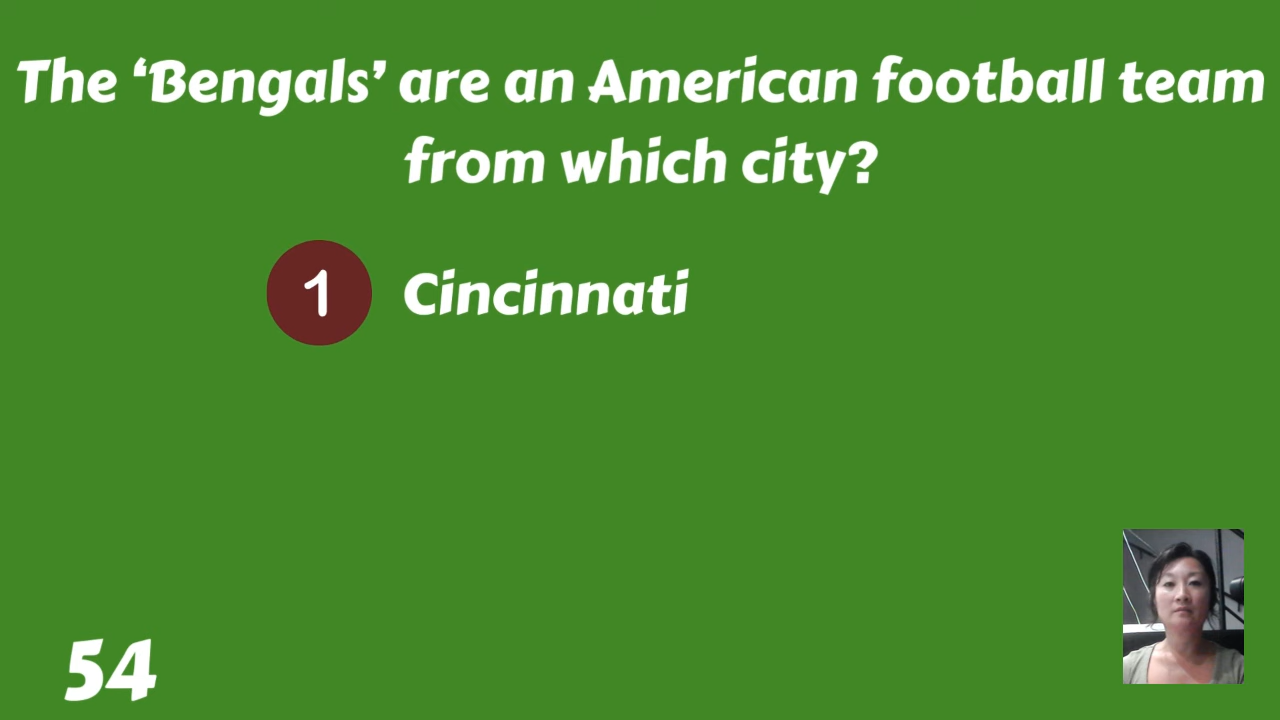 The ‘Bengals’ are an American football team
from which city?
1 Cincinnati
54